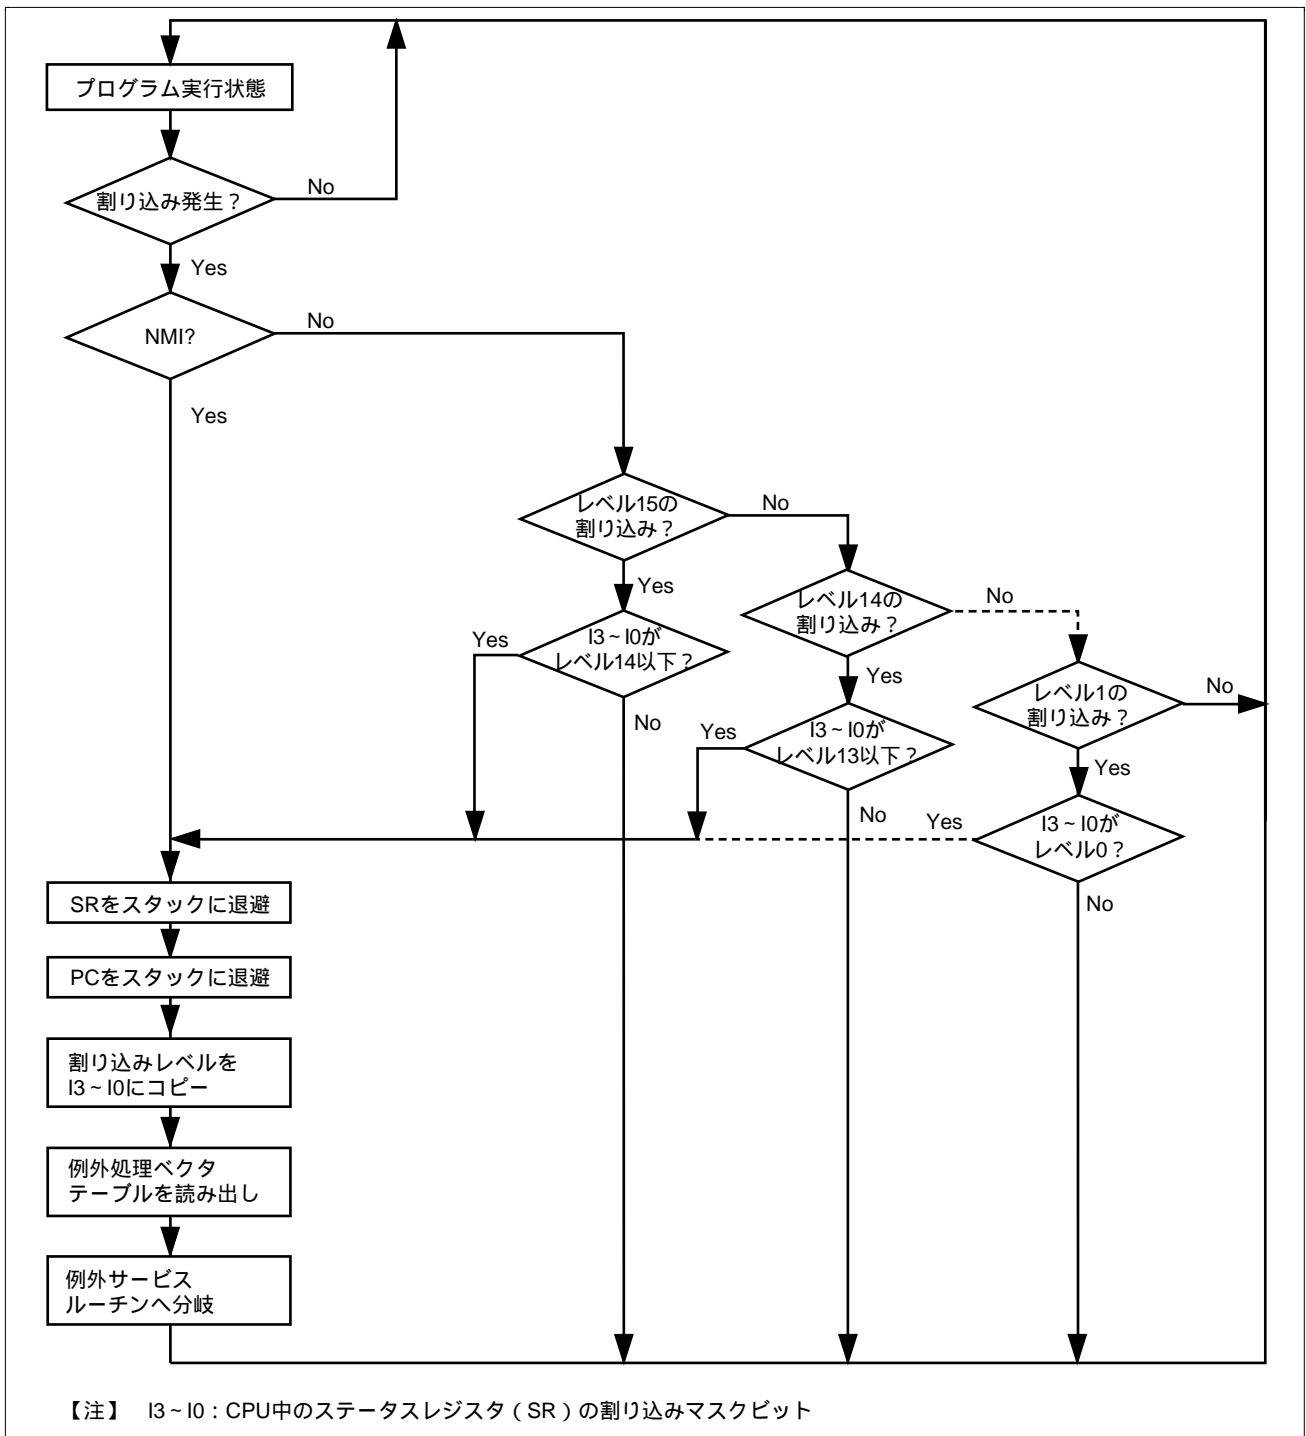 プログラム実行状態
割り込み発生？
No
Yes
NMI?
No
Yes
レベル15の
割り込み？
No
Yes
I3～I0が
レベル14以下？
Yes
No
レベル14の
割り込み？
No
Yes
I3～I0が
レベル13以下？
Yes
No
レベル1の
割り込み？
No
Yes
I3～I0が
レベル0？
Yes
No
SRをスタックに退避
PCをスタックに退避
割り込みレベルを
I3～I0にコピー
例外処理ベクタ
テーブルを読み出し
例外サービス
ルーチンへ分岐
【注】 I3～I0：CPU中のステータスレジスタ（SR）の割り込みマスクビット